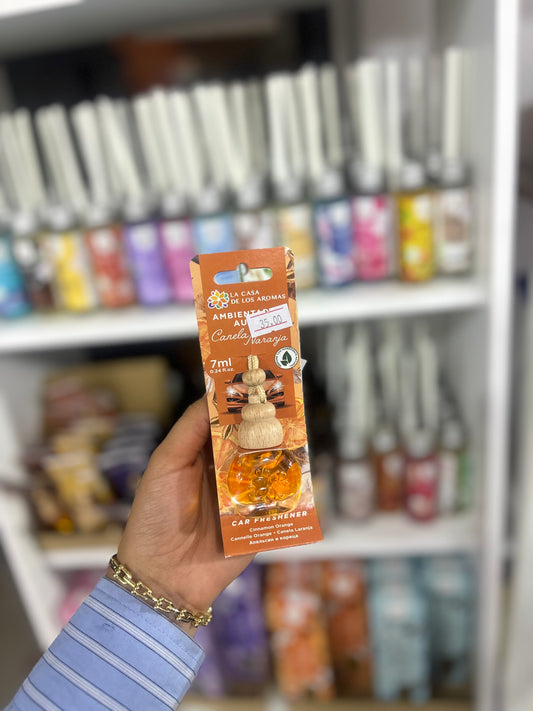 LA CASA
DE LOS AROMAS
AMBIENTAD
AU
35.00
Canela
Naranja
7ml
0.24 fl.oz.
CAR FRESHENER
Cinnamon Orange
Cannelle Orange • Canela Laranja
Апельсин и корица